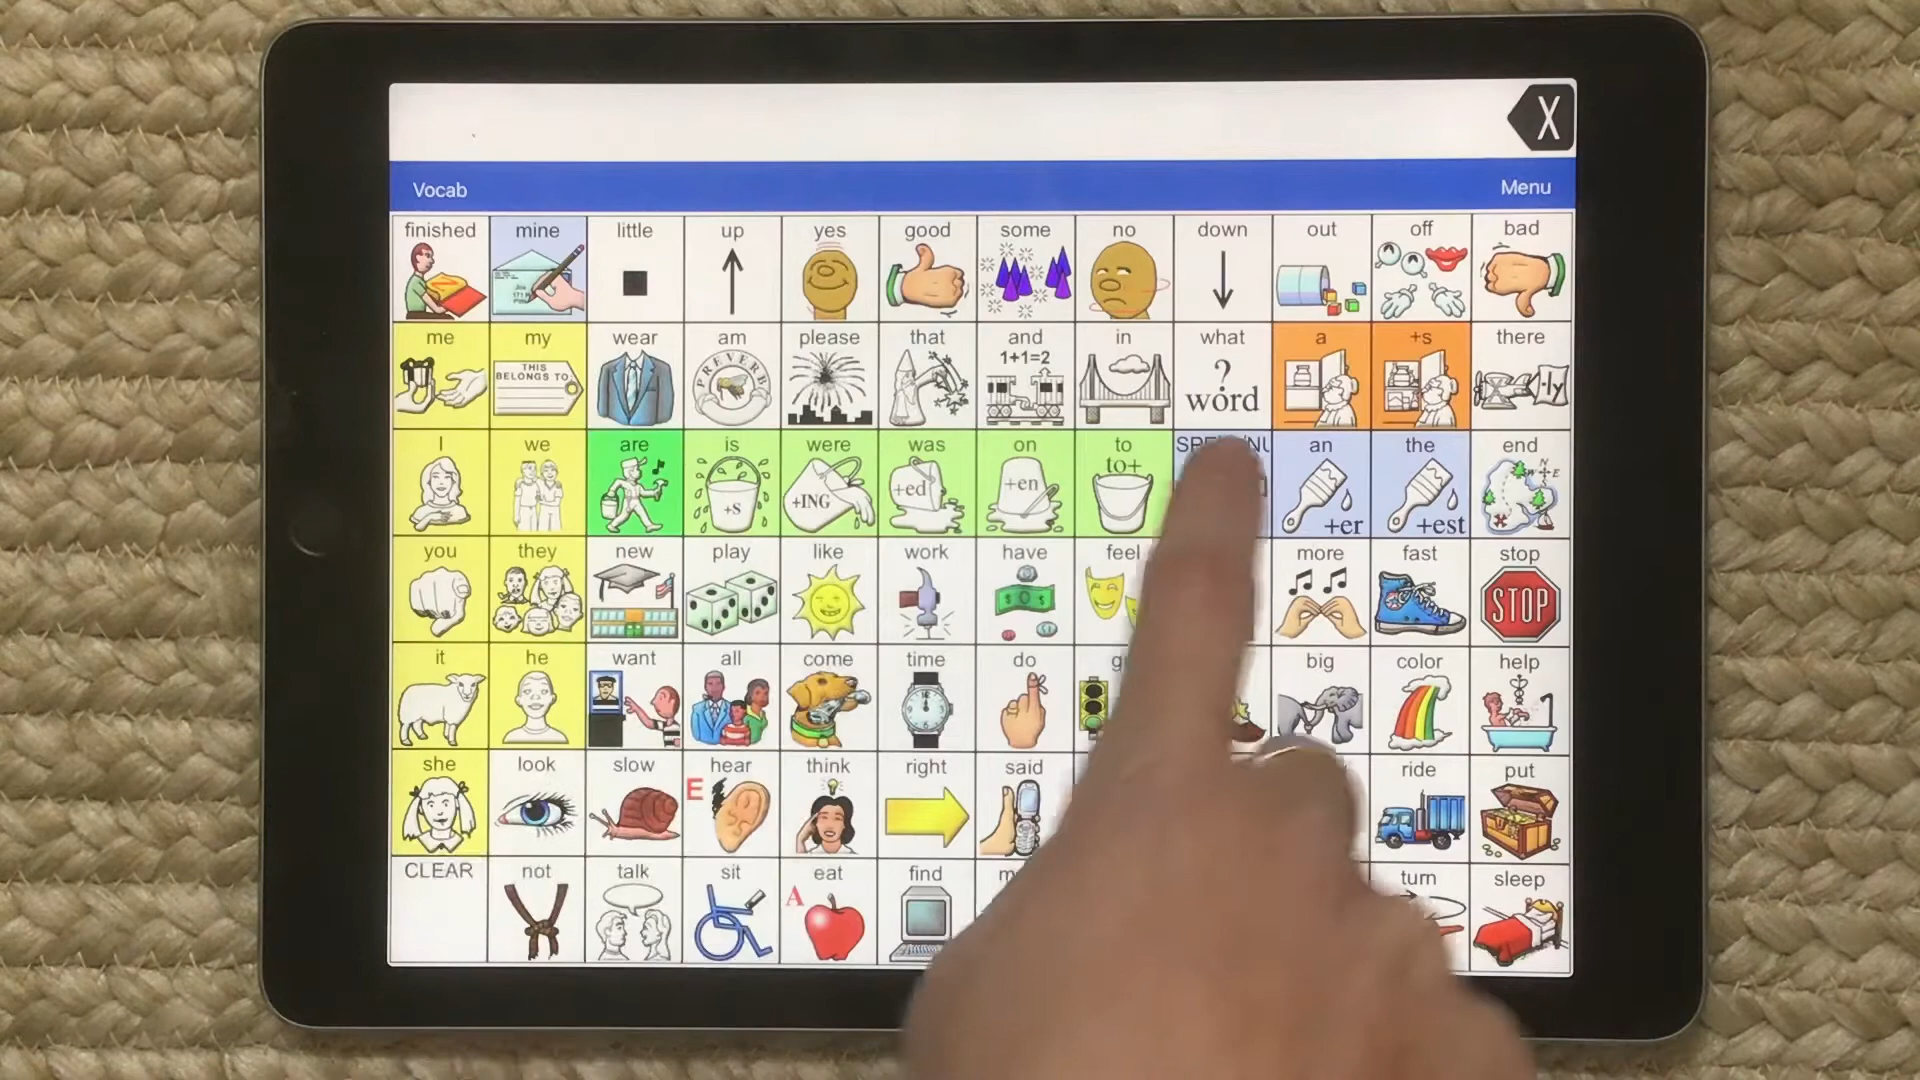 X
Vocab Menu
finished mine little up yes good some no down out off bad
me my wear am please that and in what a +s there
THIS BELONGS TO: PREVERB 1+1=2 ? word -ly
I we are is were was on to an the end
+s +ING +ed +en to+ +er +est N W E
you they new play like work have feel more fast stop
STOP
it he want all come time do big color help
she look slow hear think right said ride put
E
CLEAR not talk sit eat find turn sleep
A